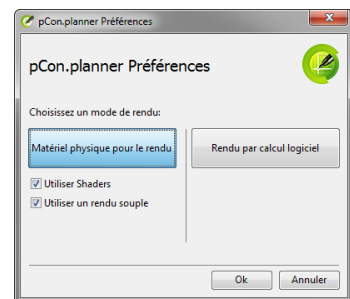 pCon.planner Préférences
pCon.planner Préférences
Choisissez un mode de rendu:
Matériel physique pour le rendu
Rendu par calcul logiciel
Utiliser Shaders
Utiliser un rendu souple
Ok
Annuler